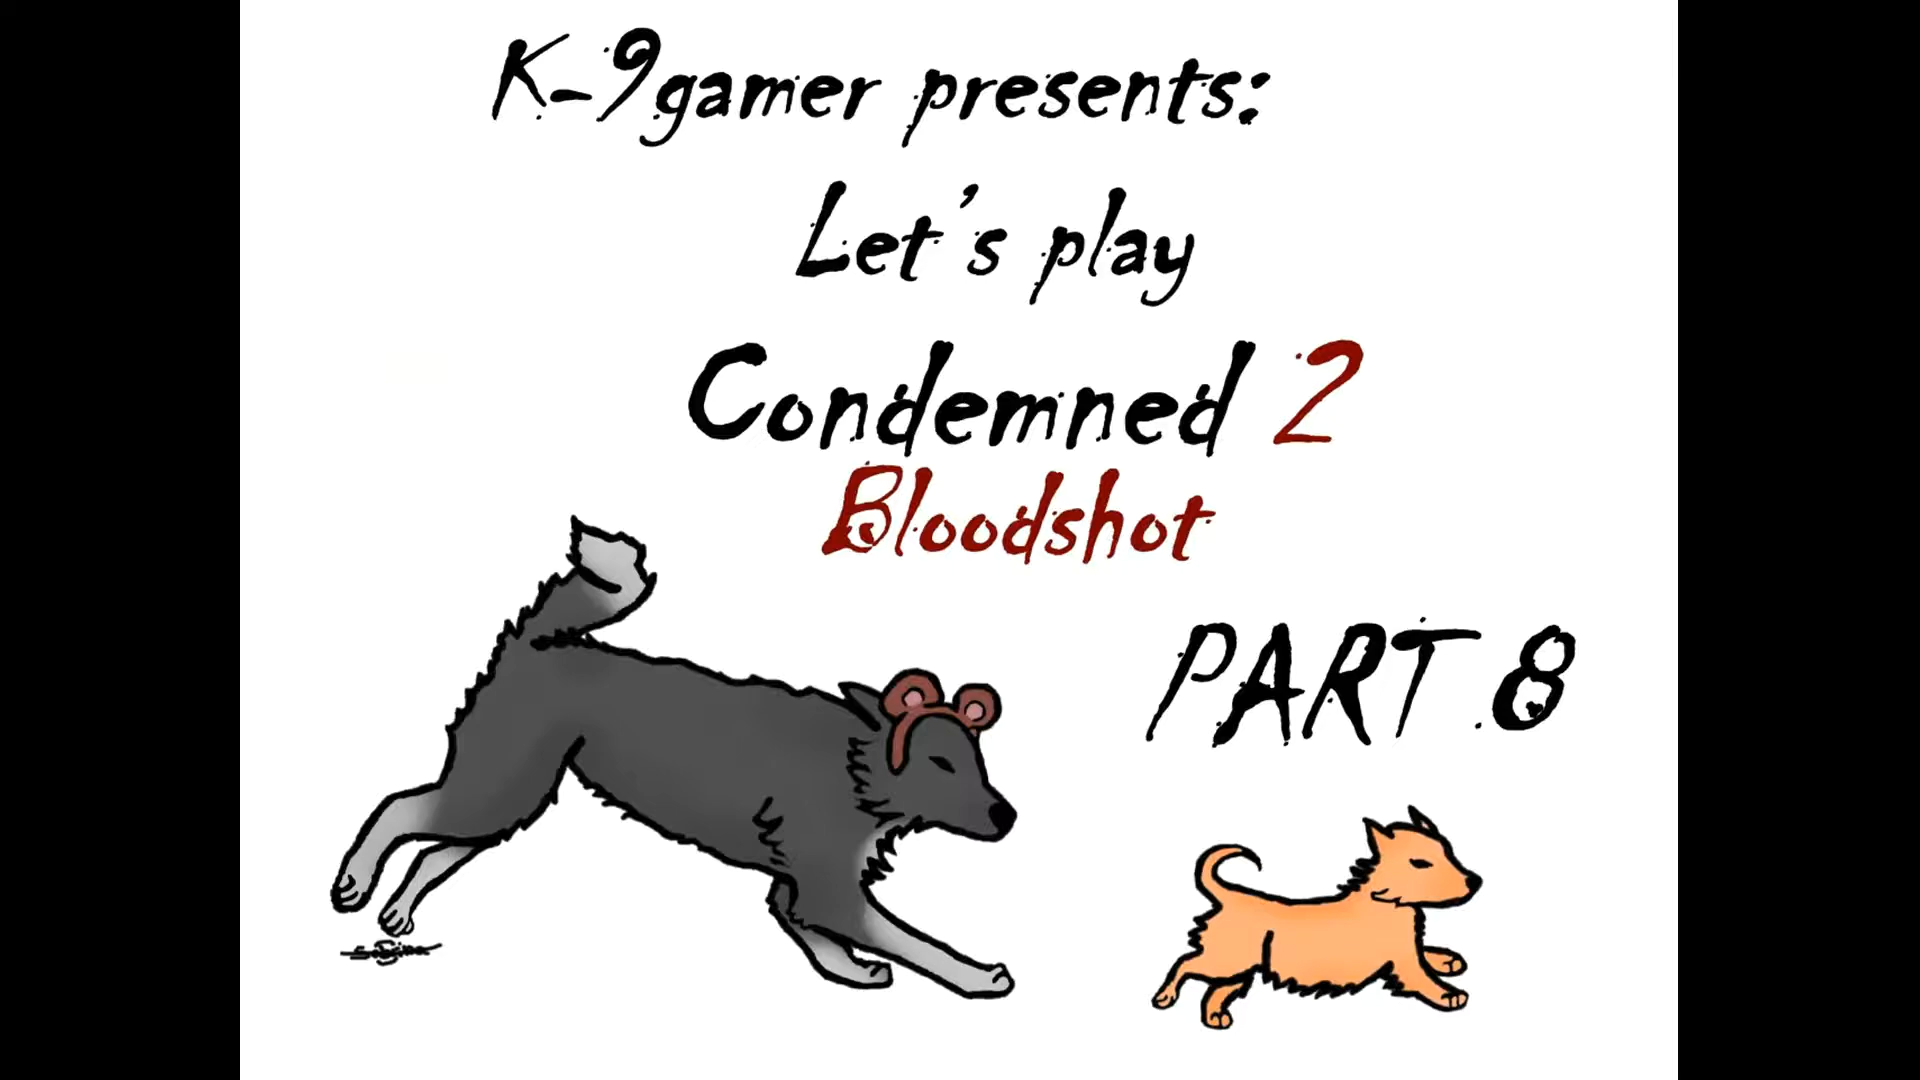 K-9gamer presents:
Let's play
Condemned 2
Bloodshot
PART 8